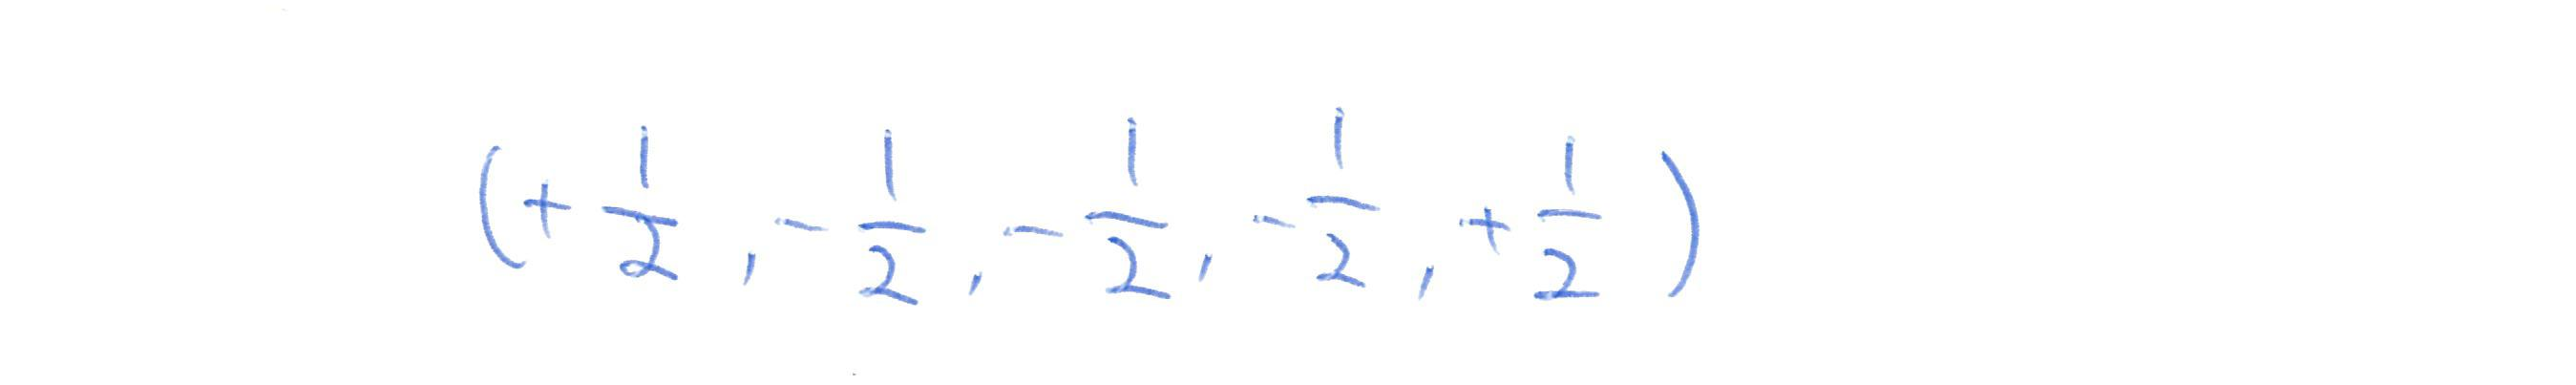 (+ 1/2, - 1/2, - 1/2, - 1/2, + 1/2)